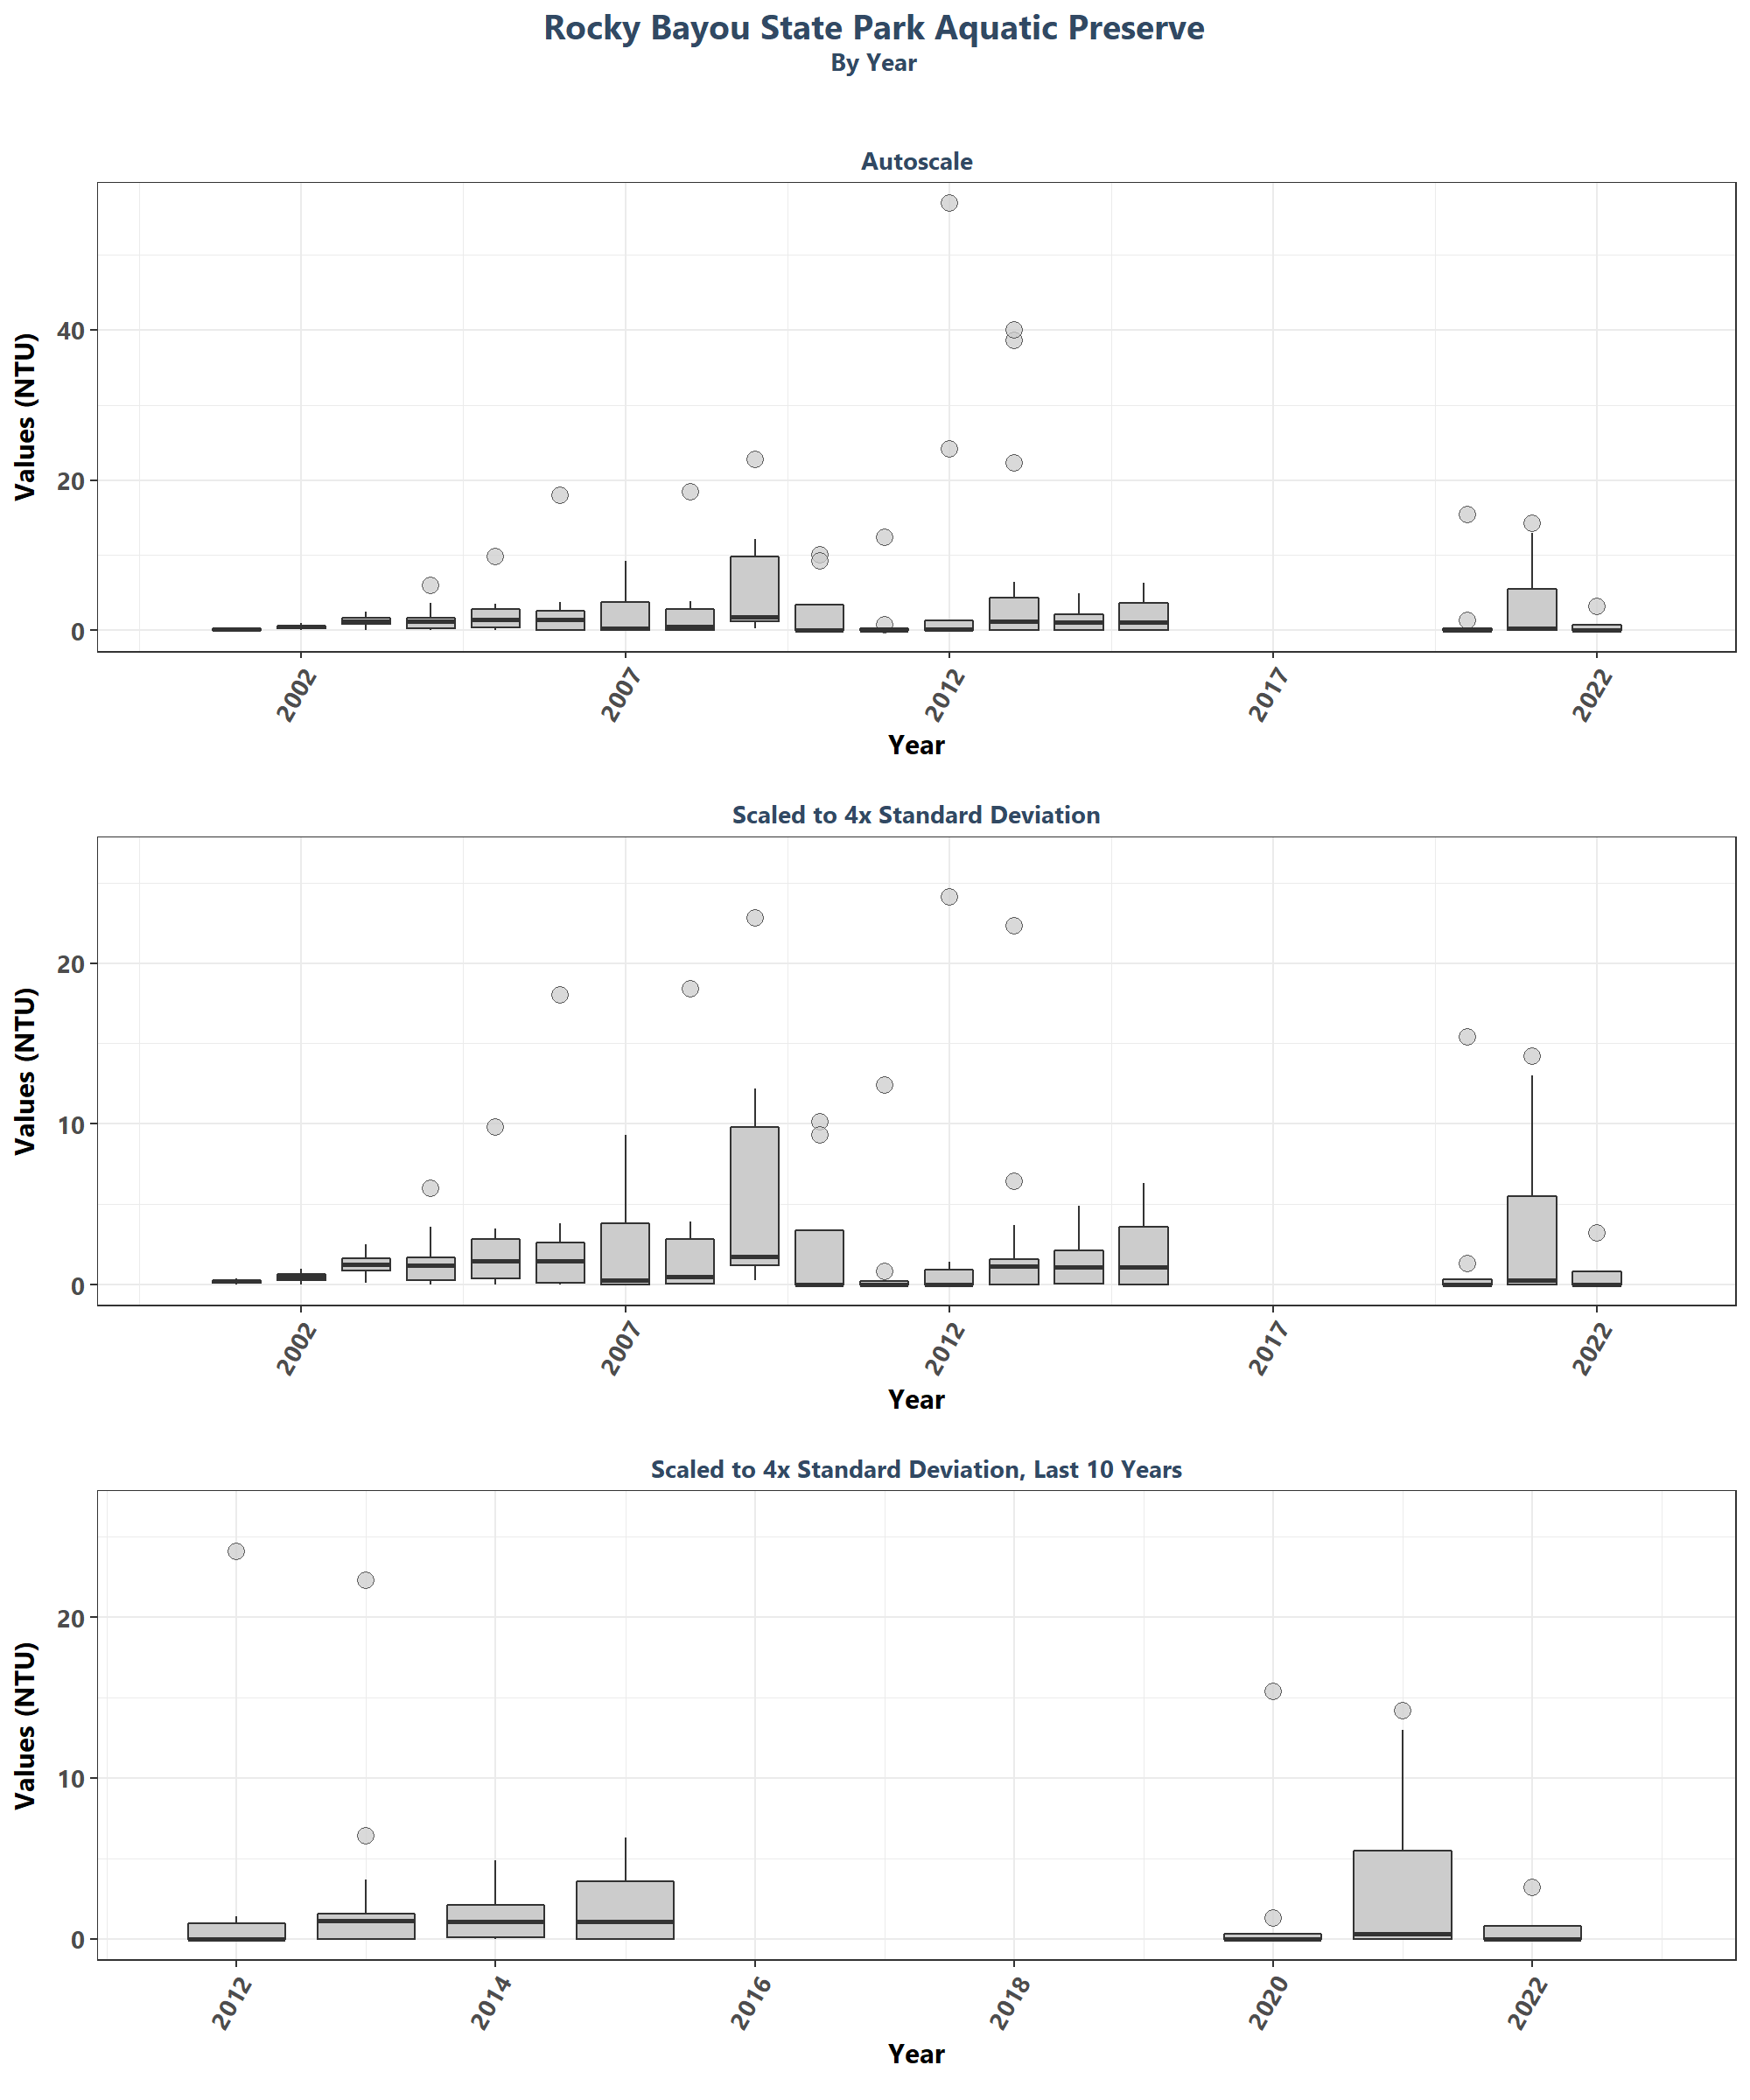 Rocky Bayou State Park Aquatic Preserve
By Year
Autoscale
Values (NTU)
40
20
0
2002 2007 2012 2017 2022
Year
Scaled to 4x Standard Deviation
Values (NTU)
20
10
0
2002 2007 2012 2017 2022
Year
Scaled to 4x Standard Deviation, Last 10 Years
Values (NTU)
20
10
0
2012 2014 2016 2018 2020 2022
Year